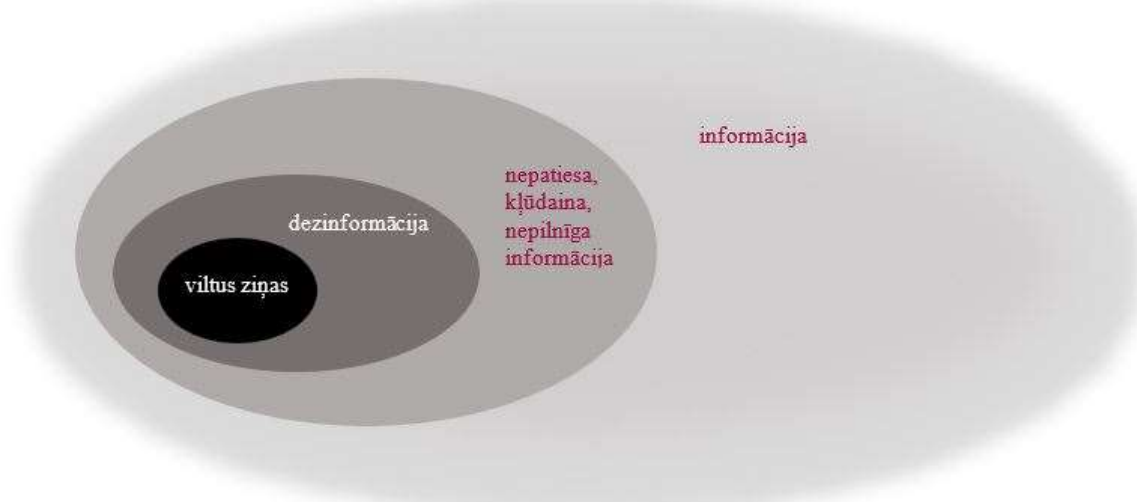 informācija
nepatiesa,
kļūdaina,
nepilnīga
informācija
dezinformācija
viltus ziņas